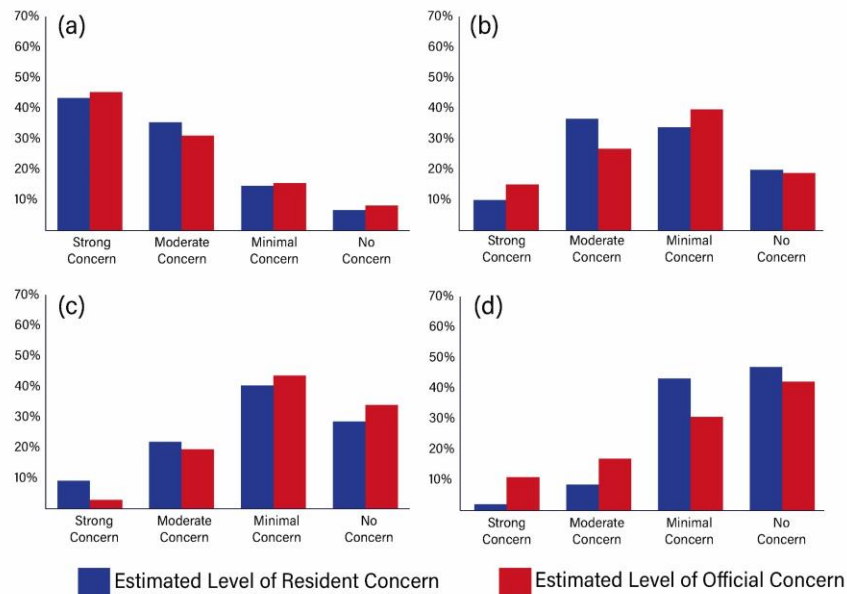 (a)
70%
60%
50%
40%
30%
20%
10%
Strong Concern
Moderate Concern
Minimal Concern
No Concern
(b)
70%
60%
50%
40%
30%
20%
10%
Strong Concern
Moderate Concern
Minimal Concern
No Concern
(c)
70%
60%
50%
40%
30%
20%
10%
Strong Concern
Moderate Concern
Minimal Concern
No Concern
(d)
70%
60%
50%
40%
30%
20%
10%
Strong Concern
Moderate Concern
Minimal Concern
No Concern
Estimated Level of Resident Concern
Estimated Level of Official Concern